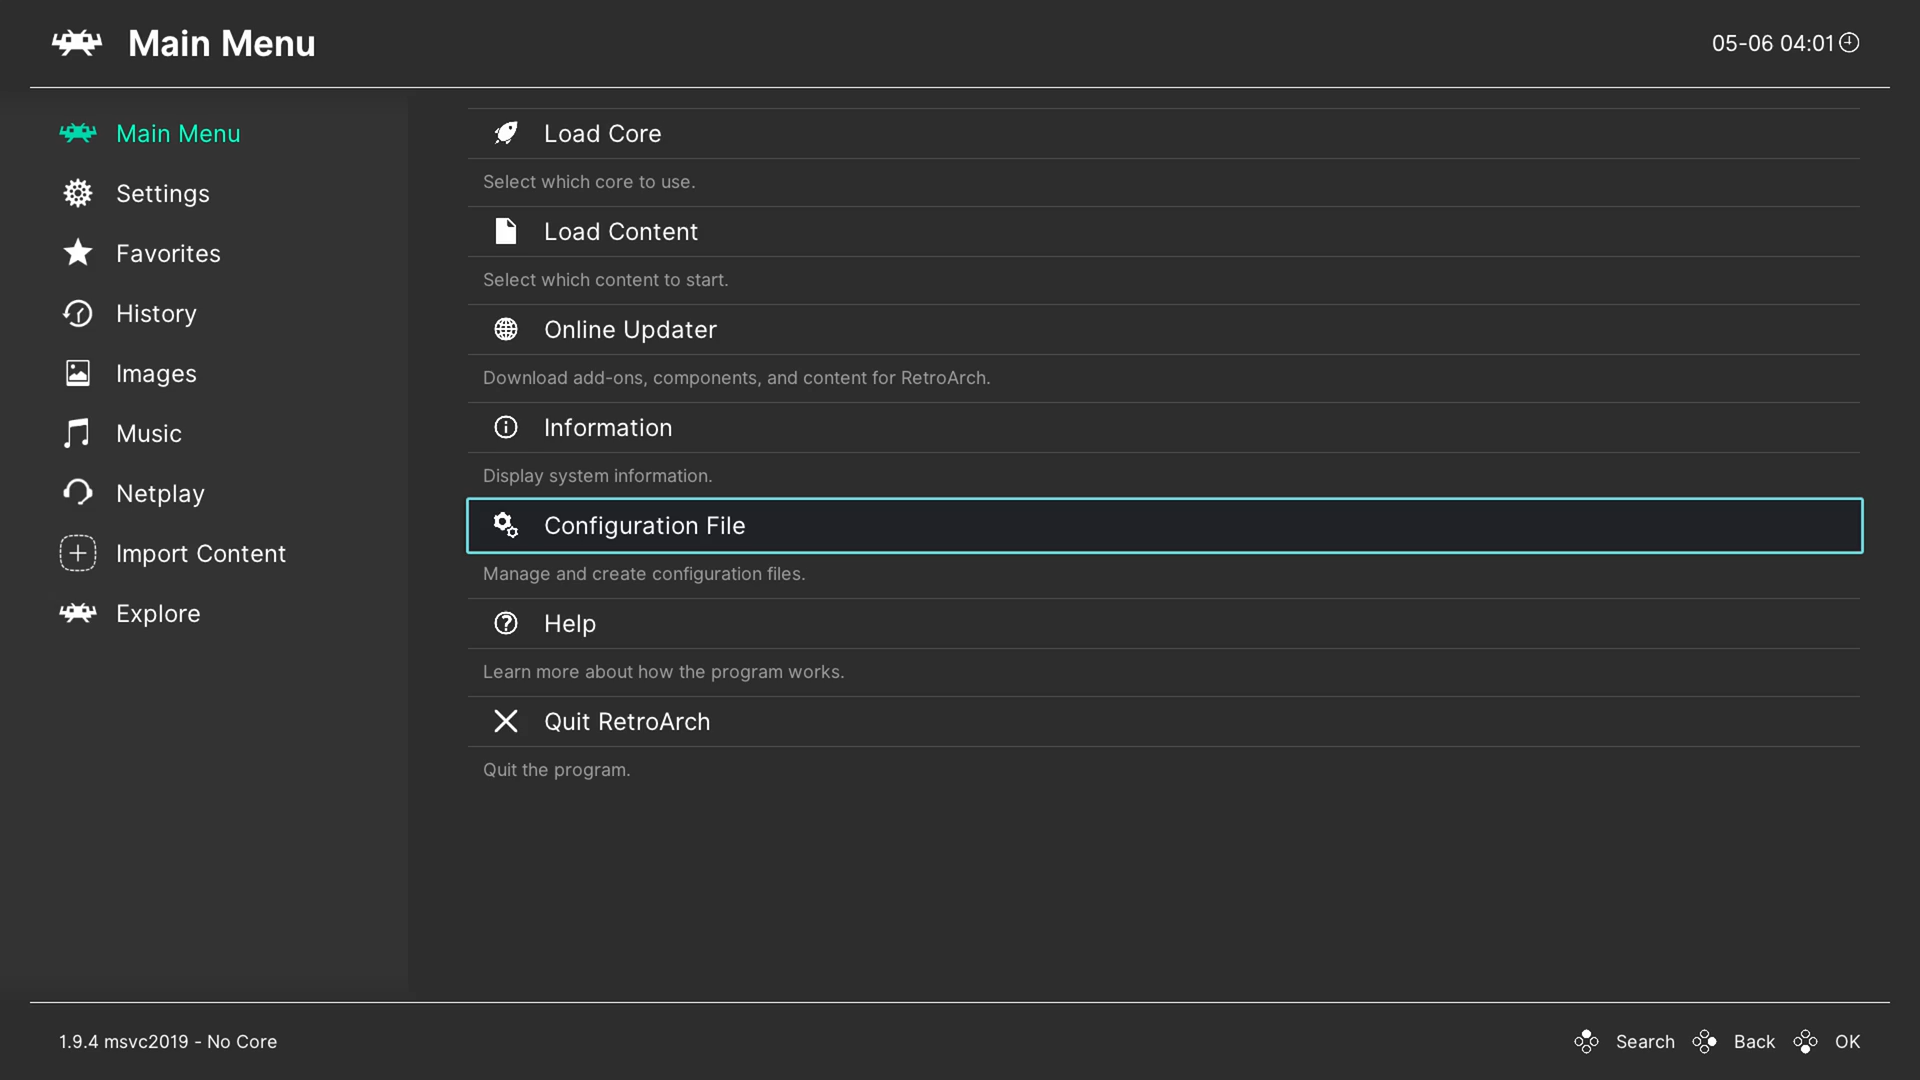 Main Menu
05-06 04:01
Main Menu
Settings
Favorites
History
Images
Music
Netplay
Import Content
Explore
Load Core
Select which core to use.
Load Content
Select which content to start.
Online Updater
Download add-ons, components, and content for RetroArch.
Information
Display system information.
Configuration File
Manage and create configuration files.
Help
Learn more about how the program works.
Quit RetroArch
Quit the program.
1.9.4 msvc2019 - No Core
Search Back OK